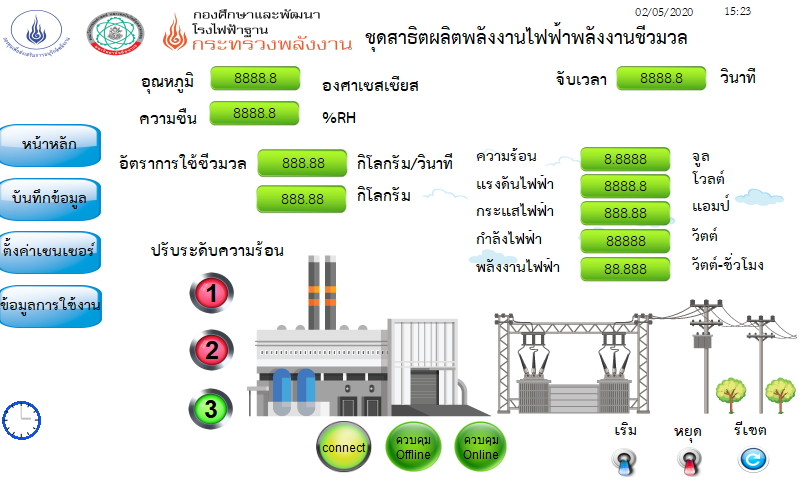 กองศึกษาและพัฒนา
โรงไฟฟ้าฐาน
กระทรวงพลังงาน
ชุดสาธิตผลิตพลังงานไฟฟ้าพลังงานชีวมวล
02/05/2020 15:23
อุณหภูมิ 8888.8 องศาเซสเซียส
จับเวลา 8888.8 วินาที
ความชืน 8888.8 %RH
หน้าหลัก
บันทึกข้อมูล
ตั้งค่าเซนเซอร์
ข้อมูลการใช้งาน
อัตราการใช้ชีวมวล 888.88 กิโลกรัม/วินาที
888.88 กิโลกรัม
ความร้อน 8.8888 จูล
แรงดันไฟฟ้า 8888.8 โวลต์
กระแสไฟฟ้า 888.88 แอมป์
กำลังไฟฟ้า 88888 วัตต์
พลังงานไฟฟ้า 88.888 วัตต์-ชั่วโมง
ปรับระดับความร้อน
1
2
3
connect
ควบคุม
Offline
ควบคุม
Online
เริ่ม
หยุด
รีเซต